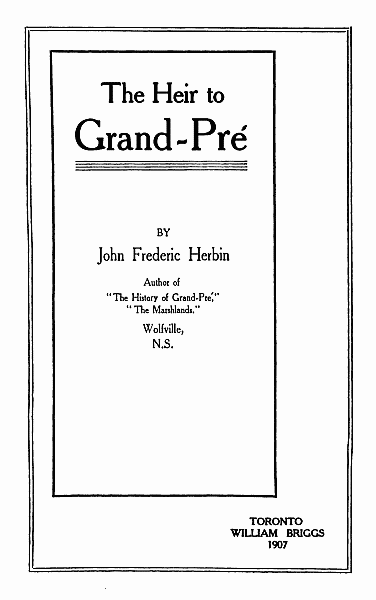 The Heir to
Grand-Pré
BY
John Frederic Herbin
Author of
"The History of Grand-Pré,"
"The Marshlands."
Wolfville,
N.S.
TORONTO
WILLIAM BRIGGS
1907